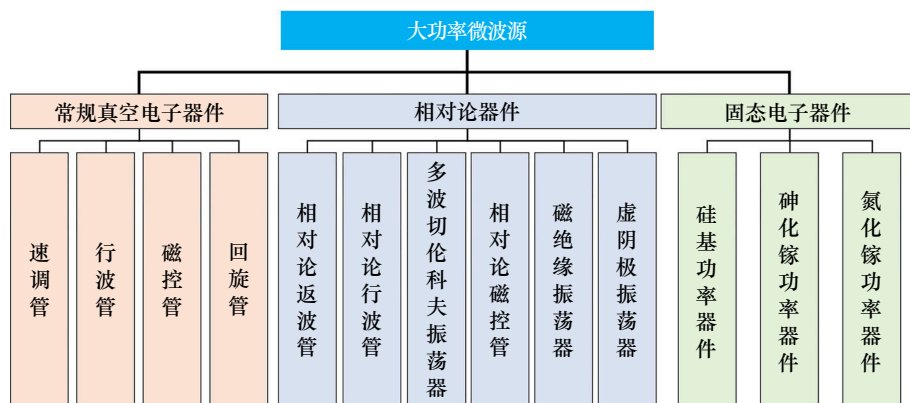 大功率微波源
常规真空电子器件
相对论器件
固态电子器件
速调管
行波管
磁控管
回旋管
相对论返波管
相对论行波管
多波切伦科夫振荡器
相对论磁控管
磁绝缘振荡器
虚阴极振荡器
硅基功率器件
砷化镓功率器件
氮化镓功率器件